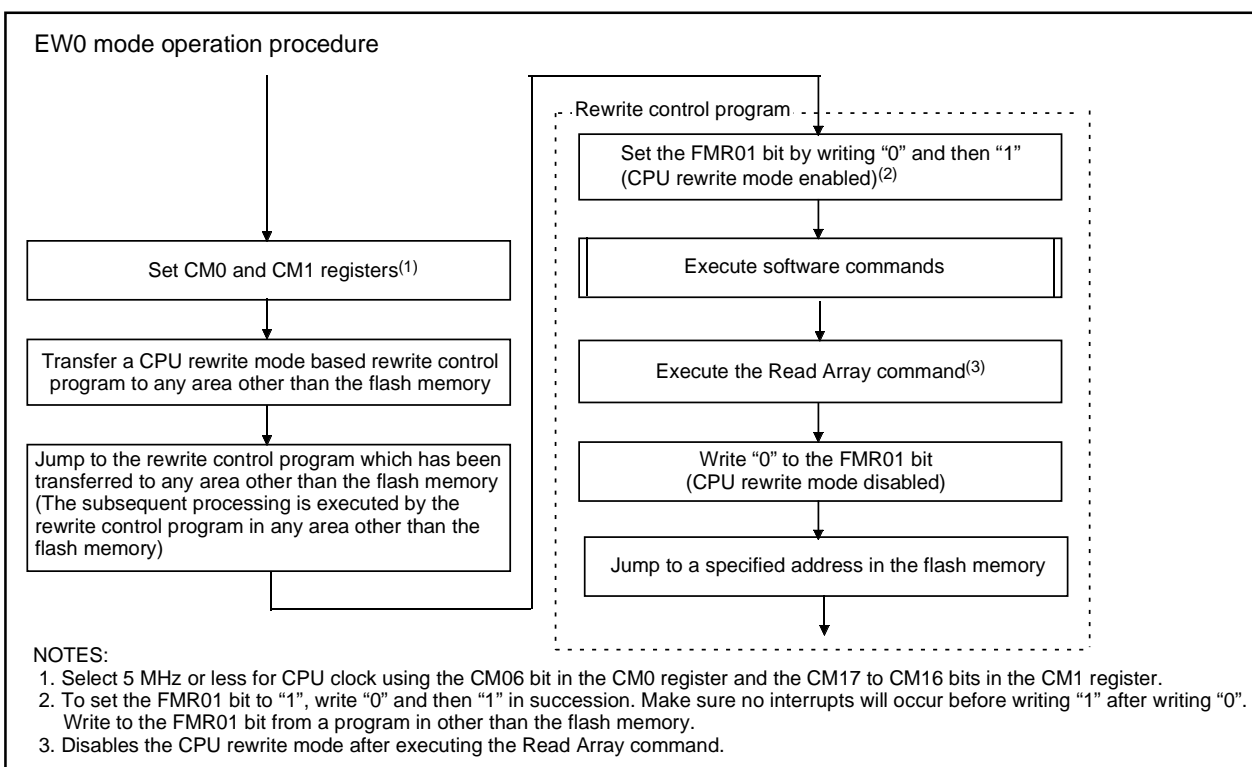 EW0 mode operation procedure
Set CM0 and CM1 registers(1)
Transfer a CPU rewrite mode based rewrite control
program to any area other than the flash memory
Jump to the rewrite control program which has been
transferred to any area other than the flash memory
(The subsequent processing is executed by the
rewrite control program in any area other than the
flash memory)
Rewrite control program
Set the FMR01 bit by writing “0” and then “1”
(CPU rewrite mode enabled)(2)
Execute software commands
Execute the Read Array command(3)
Write “0” to the FMR01 bit
(CPU rewrite mode disabled)
Jump to a specified address in the flash memory
NOTES:
1. Select 5 MHz or less for CPU clock using the CM06 bit in the CM0 register and the CM17 to CM16 bits in the CM1 register.
2. To set the FMR01 bit to “1”, write “0” and then “1” in succession. Make sure no interrupts will occur before writing “1” after writing “0”.
Write to the FMR01 bit from a program in other than the flash memory.
3. Disables the CPU rewrite mode after executing the Read Array command.